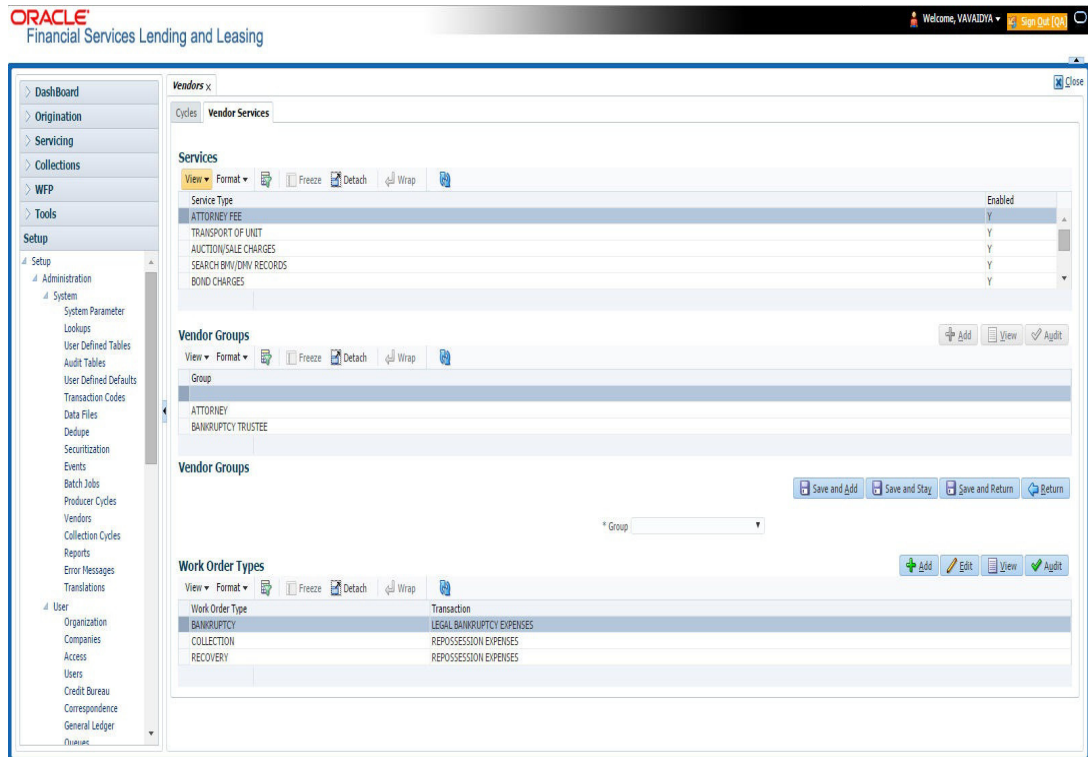 ORACLE
Financial Services Lending and Leasing
Welcome, VAVAIDYA
Sign Out [QA]
Close
DashBoard
Origination
Servicing
Collections
WFP
Tools
Setup
Setup
Administration
System
System Parameter
Lookups
User Defined Tables
Audit Tables
User Defined Defaults
Transaction Codes
Data Files
Dedupe
Securitization
Events
Batch Jobs
Producer Cycles
Vendors
Collection Cycles
Reports
Error Messages
Translations
User
Organization
Companies
Access
Users
Credit Bureau
Correspondence
General Ledger
Queues
Vendors x
Cycles Vendor Services
Services
View Format Freeze Detach Wrap
Service Type Enabled
ATTORNEY FEE Y
TRANSPORT OF UNIT Y
AUCTION/SALE CHARGES Y
SEARCH BMV/DMV RECORDS Y
BOND CHARGES Y
Vendor Groups Add View Audit
View Format Freeze Detach Wrap
Group
ATTORNEY
BANKRUPTCY TRUSTEE
Vendor Groups
Save and Add Save and Stay Save and Return Return
* Group
Work Order Types Add Edit View Audit
View Format Freeze Detach Wrap
Work Order Type Transaction
BANKRUPTCY LEGAL BANKRUPTCY EXPENSES
COLLECTION REPOSSESSION EXPENSES
RECOVERY REPOSSESSION EXPENSES